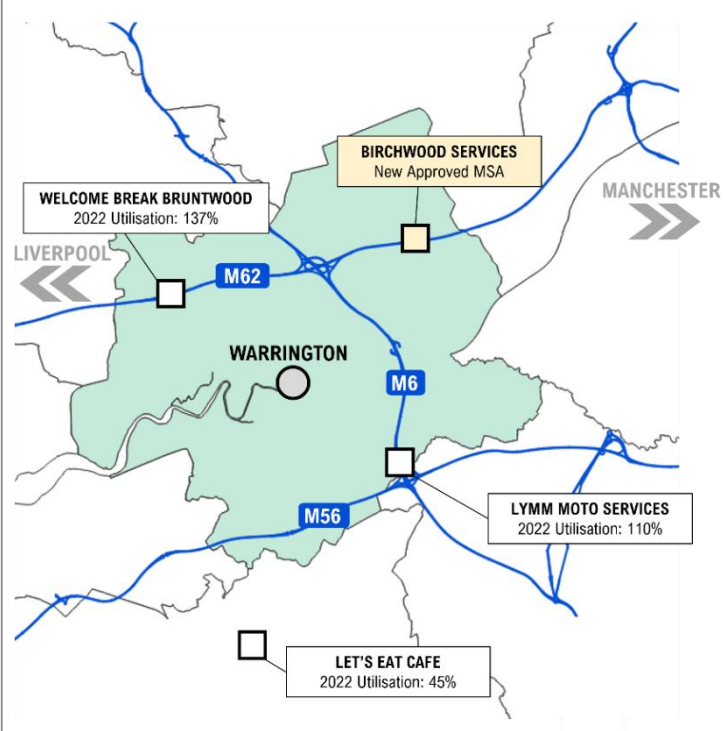 BIRCHWOOD SERVICES
New Approved MSA
MANCHESTER
WELCOME BREAK BRUNTWOOD
2022 Utilisation: 137%
LIVERPOOL
M62
WARRINGTON
M6
LYMM MOTO SERVICES
2022 Utilisation: 110%
M56
LET'S EAT CAFE
2022 Utilisation: 45%